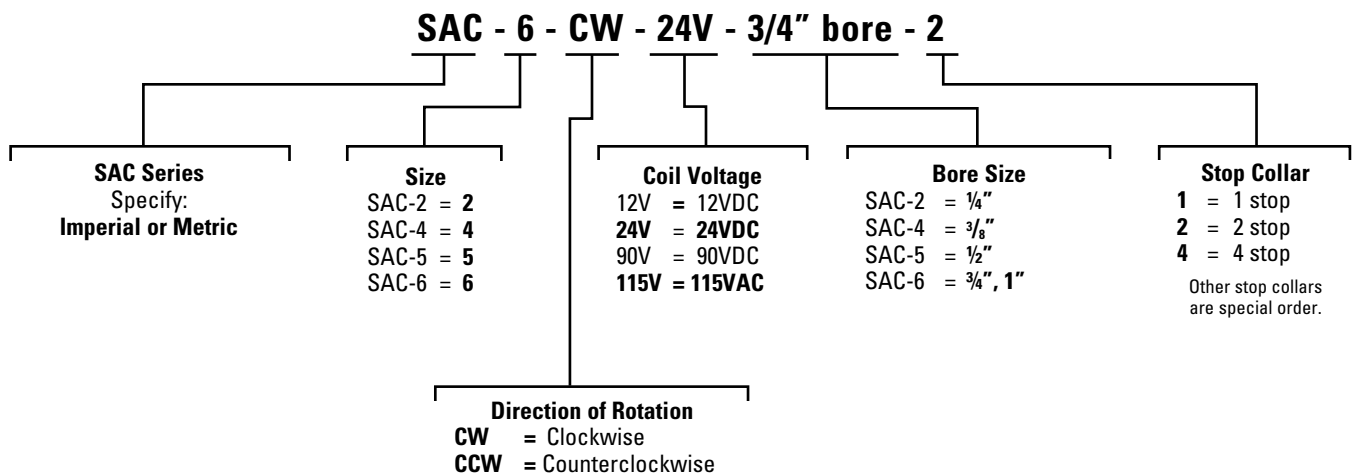 SAC - 6 - CW - 24V - 3/4" bore - 2
SAC Series
Specify:
Imperial or Metric
Size
SAC-2 = 2
SAC-4 = 4
SAC-5 = 5
SAC-6 = 6
Coil Voltage
12V = 12VDC
24V = 24VDC
90V = 90VDC
115V = 115VAC
Bore Size
SAC-2 = 1/4"
SAC-4 = 3/8"
SAC-5 = 1/2"
SAC-6 = 3/4", 1"
Stop Collar
1 = 1 stop
2 = 2 stop
4 = 4 stop
Other stop collars
are special order.
Direction of Rotation
CW = Clockwise
CCW = Counterclockwise